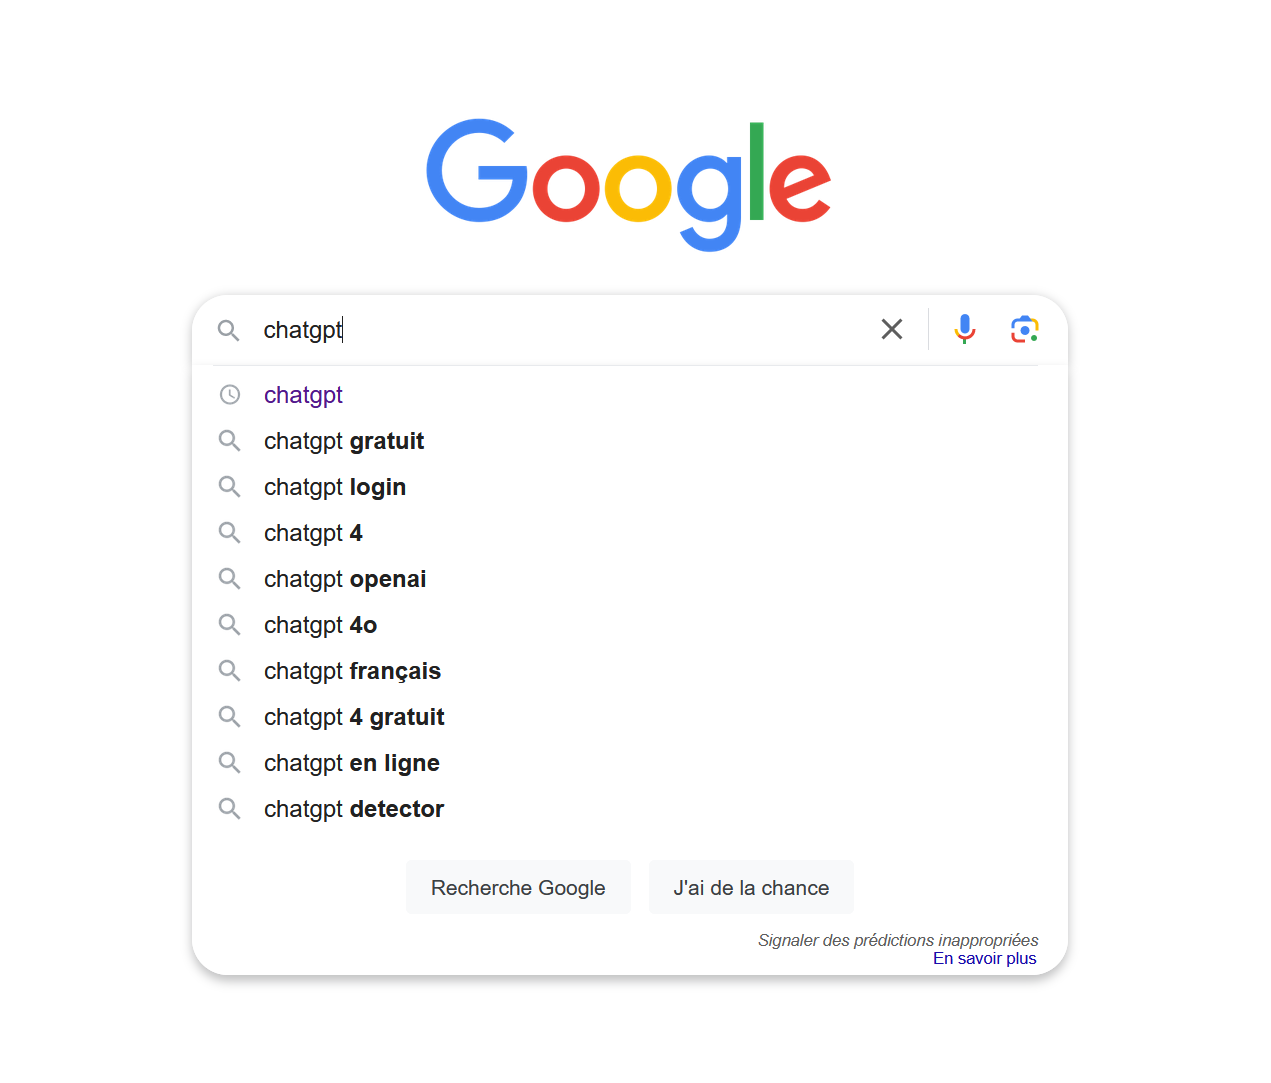 Google
chatgpt
chatgpt
chatgpt gratuit
chatgpt login
chatgpt 4
chatgpt openai
chatgpt 4o
chatgpt français
chatgpt 4 gratuit
chatgpt en ligne
chatgpt detector
Recherche Google
J'ai de la chance
Signaler des prédictions inappropriées
En savoir plus